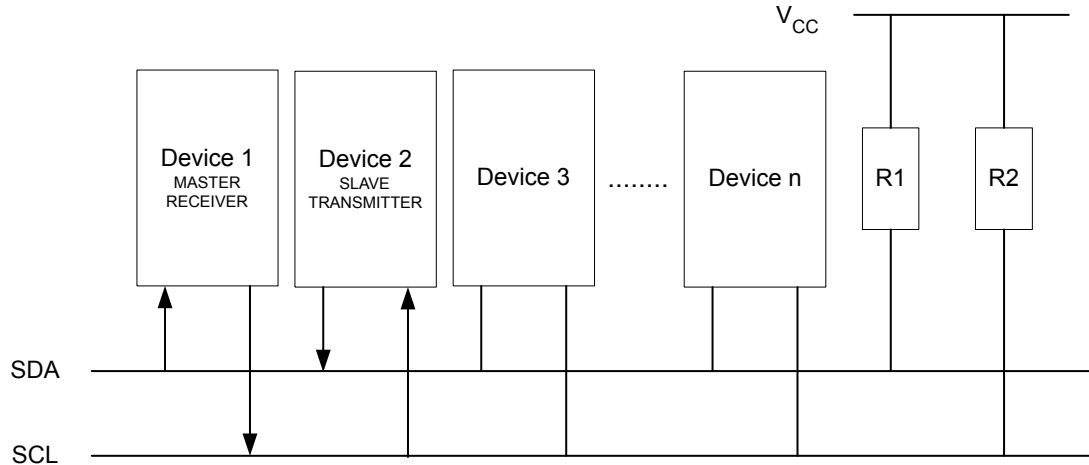 VCC
Device 1
MASTER
RECEIVER
Device 2
SLAVE
TRANSMITTER
Device 3
........
Device n
R1
R2
SDA
SCL